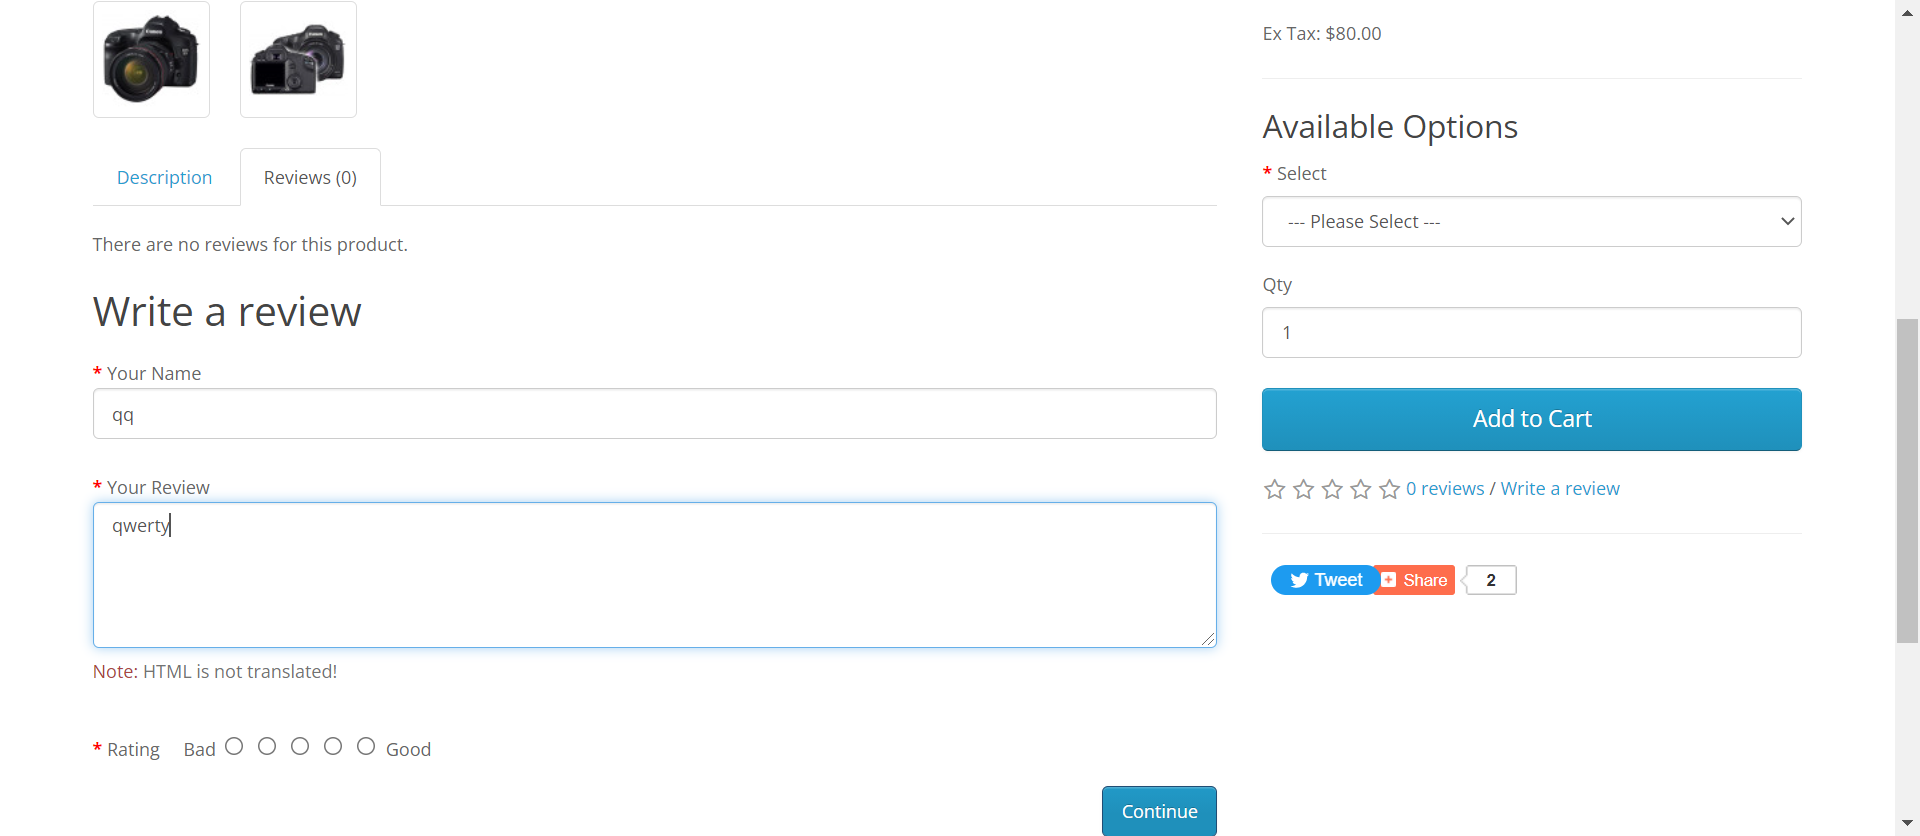 Description
Reviews (0)
There are no reviews for this product.
Write a review
* Your Name
qq
* Your Review
qwerty
Note: HTML is not translated!
* Rating Bad Good
Continue
Ex Tax: $80.00
Available Options
* Select
--- Please Select ---
Qty
1
Add to Cart
0 reviews / Write a review
Tweet Share 2